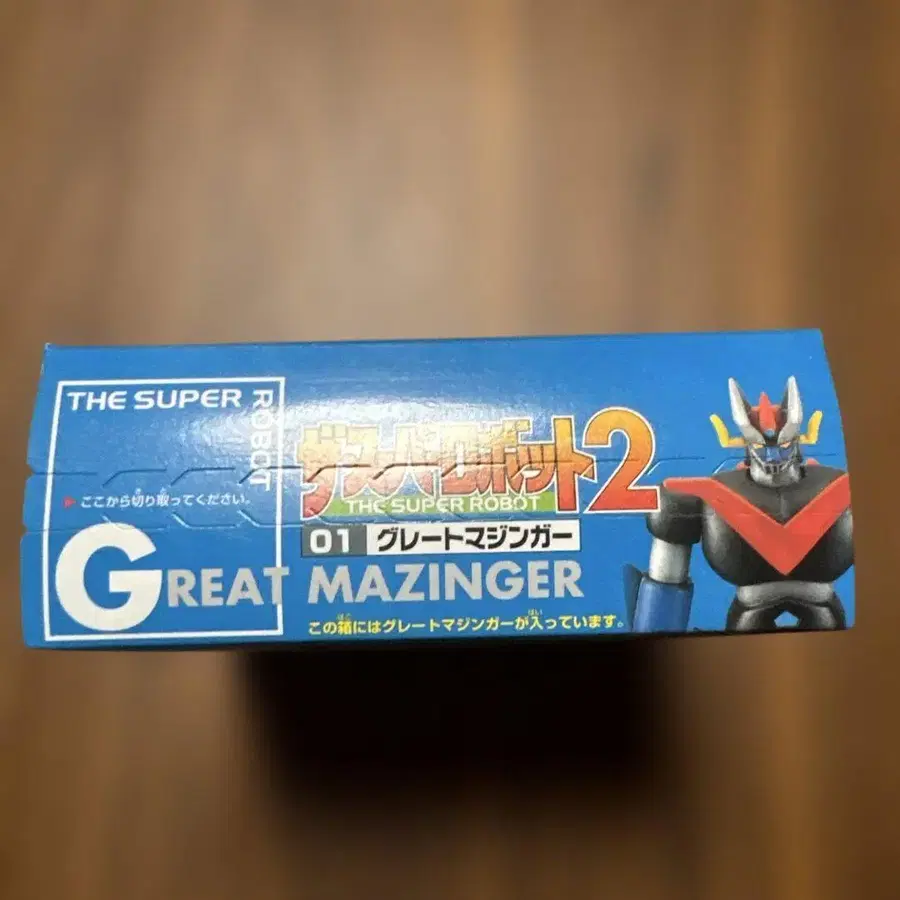 THE SUPER ROBOT
ザ・スーパーロボット2
THE SUPER ROBOT
▶ここから切り取ってください。
01 グレートマジンガー
GREAT MAZINGER
この箱にはグレートマジンガーが入っています。